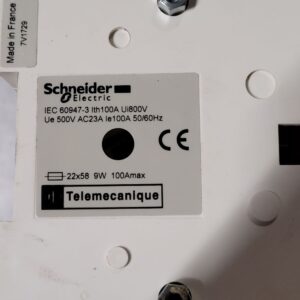 Made in France
7V1729
Schneider
Electric
IEC 60947-3 Ith100A Ui800V
Ue 500V AC23A Ie100A 50/60Hz
CE
22x58 9W 100Amax
Telemecanique